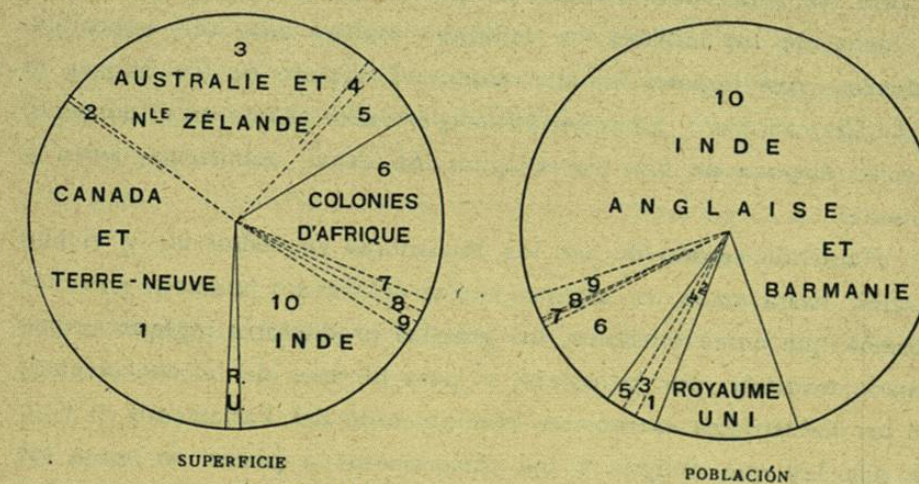 3
AUSTRALIE ET
NLE ZÉLANDE
4
5
2
6
COLONIES
D'AFRIQUE
CANADA
ET
TERRE-NEUVE
1
7
8
9
10
INDE
R.
U.
SUPERFICIE
10
INDE
ANGLAISE
ET
BARMANIE
9
8
7
6
5
3
1
ROYAUME
UNI
POBLACIÓN